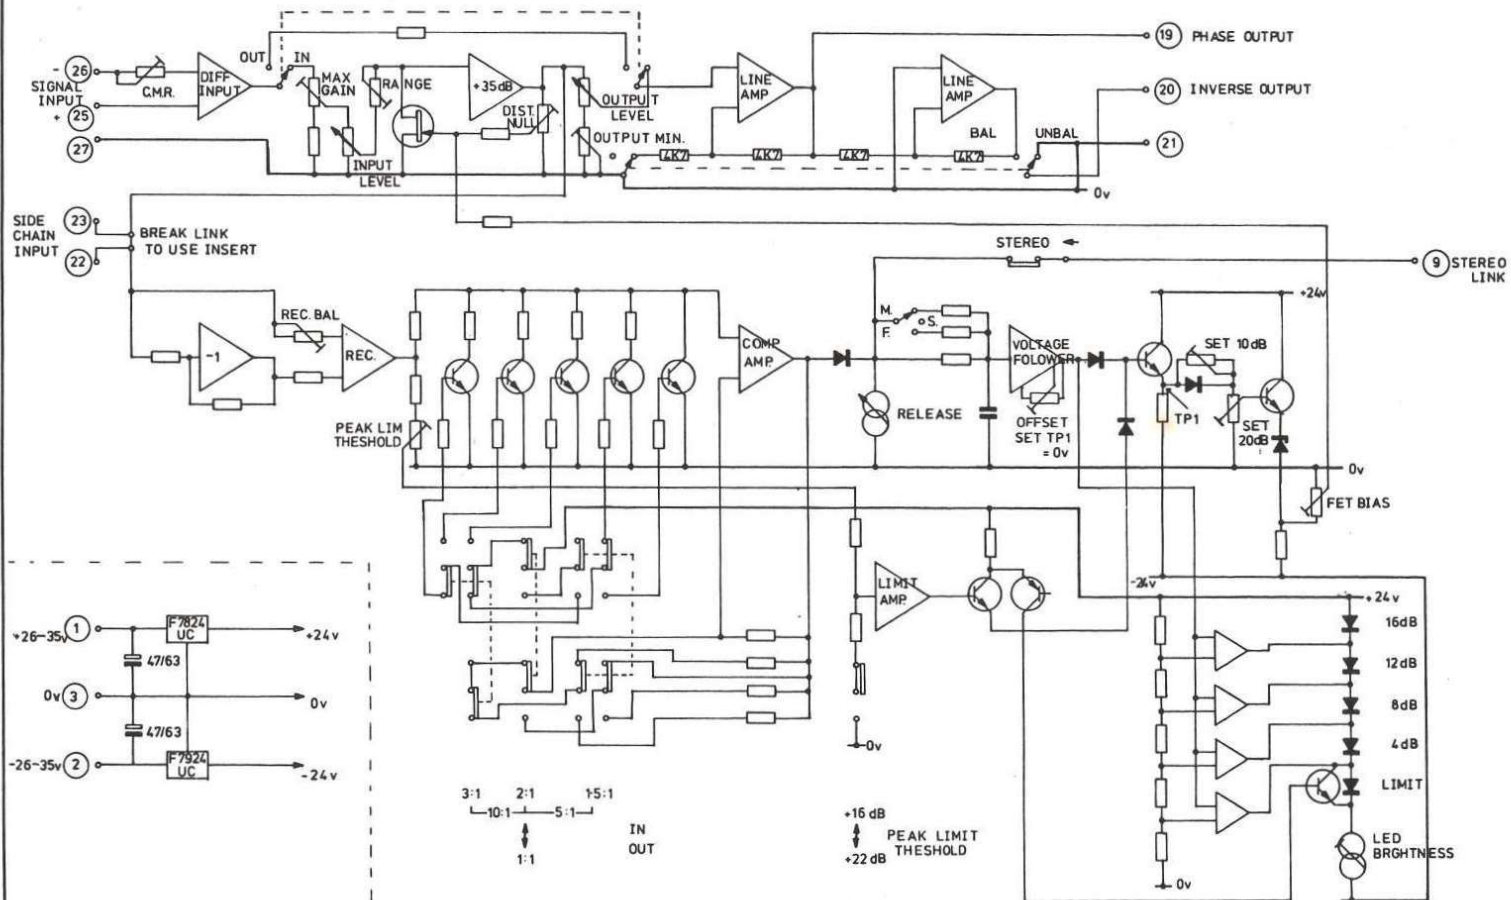 - 26
SIGNAL
INPUT
+ 25
27
C.M.R.
DIFF
INPUT
OUT
IN
MAX
GAIN
RANGE
INPUT
LEVEL
+35dB
DIST.
NULL
OUTPUT
LEVEL
OUTPUT MIN.
LINE
AMP
LINE
AMP
4K7
4K7
4K7
4K7
BAL
UNBAL
0v
19 PHASE OUTPUT
20 INVERSE OUTPUT
21
SIDE
CHAIN
INPUT
23
22
BREAK LINK
TO USE INSERT
STEREO
9 STEREO
LINK
REC. BAL
-1
REC.
PEAK LIM
THESHOLD
COMP
AMP.
M.
F.
S.
RELEASE
VOLTAGE
FOLOWER
OFFSET
SET TP1
= 0v
+24v
SET 10dB
TP1
SET
20dB
0v
FET BIAS
-24v
LIMIT
AMP.
0v
+24v
16dB
12dB
8dB
4dB
LIMIT
LED
BRGHTNESS
0v
+26-35v 1
F7824
UC
+24v
47/63
0v 3
0v
47/63
-26-35v 2
F7924
UC
-24v
3:1
2:1
1·5:1
10:1
5:1
1:1
IN
OUT
+16 dB
+22 dB
PEAK LIMIT
THESHOLD